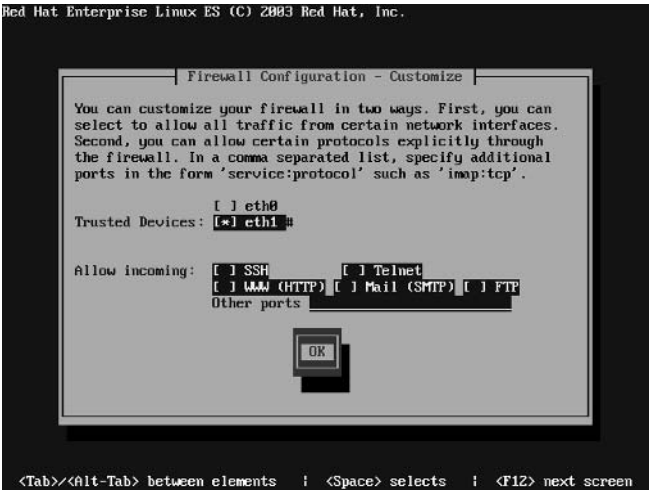 Red Hat Enterprise Linux ES (C) 2003 Red Hat, Inc.
Firewall Configuration - Customize
You can customize your firewall in two ways. First, you can
select to allow all traffic from certain network interfaces.
Second, you can allow certain protocols explicitly through
the firewall. In a comma separated list, specify additional
ports in the form 'service:protocol' such as 'imap:tcp'.
[ ] eth0
Trusted Devices: [*] eth1 #
Allow incoming: [ ] SSH [ ] Telnet
[ ] WWW (HTTP) [ ] Mail (SMTP) [ ] FTP
Other ports
OK
<Tab>/<Alt-Tab> between elements | <Space> selects | <F12> next screen